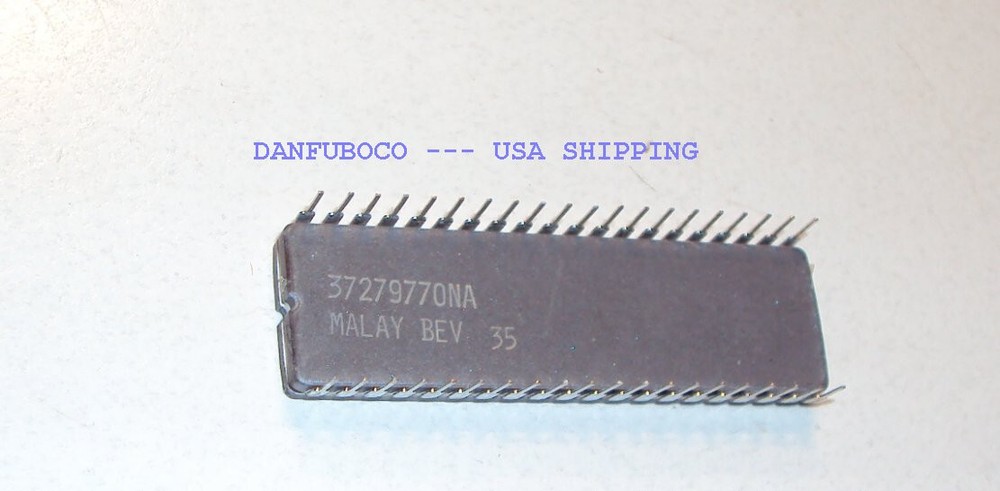 DANFUBOCO --- USA SHIPPING
37279770NA
MALAY BEV 35